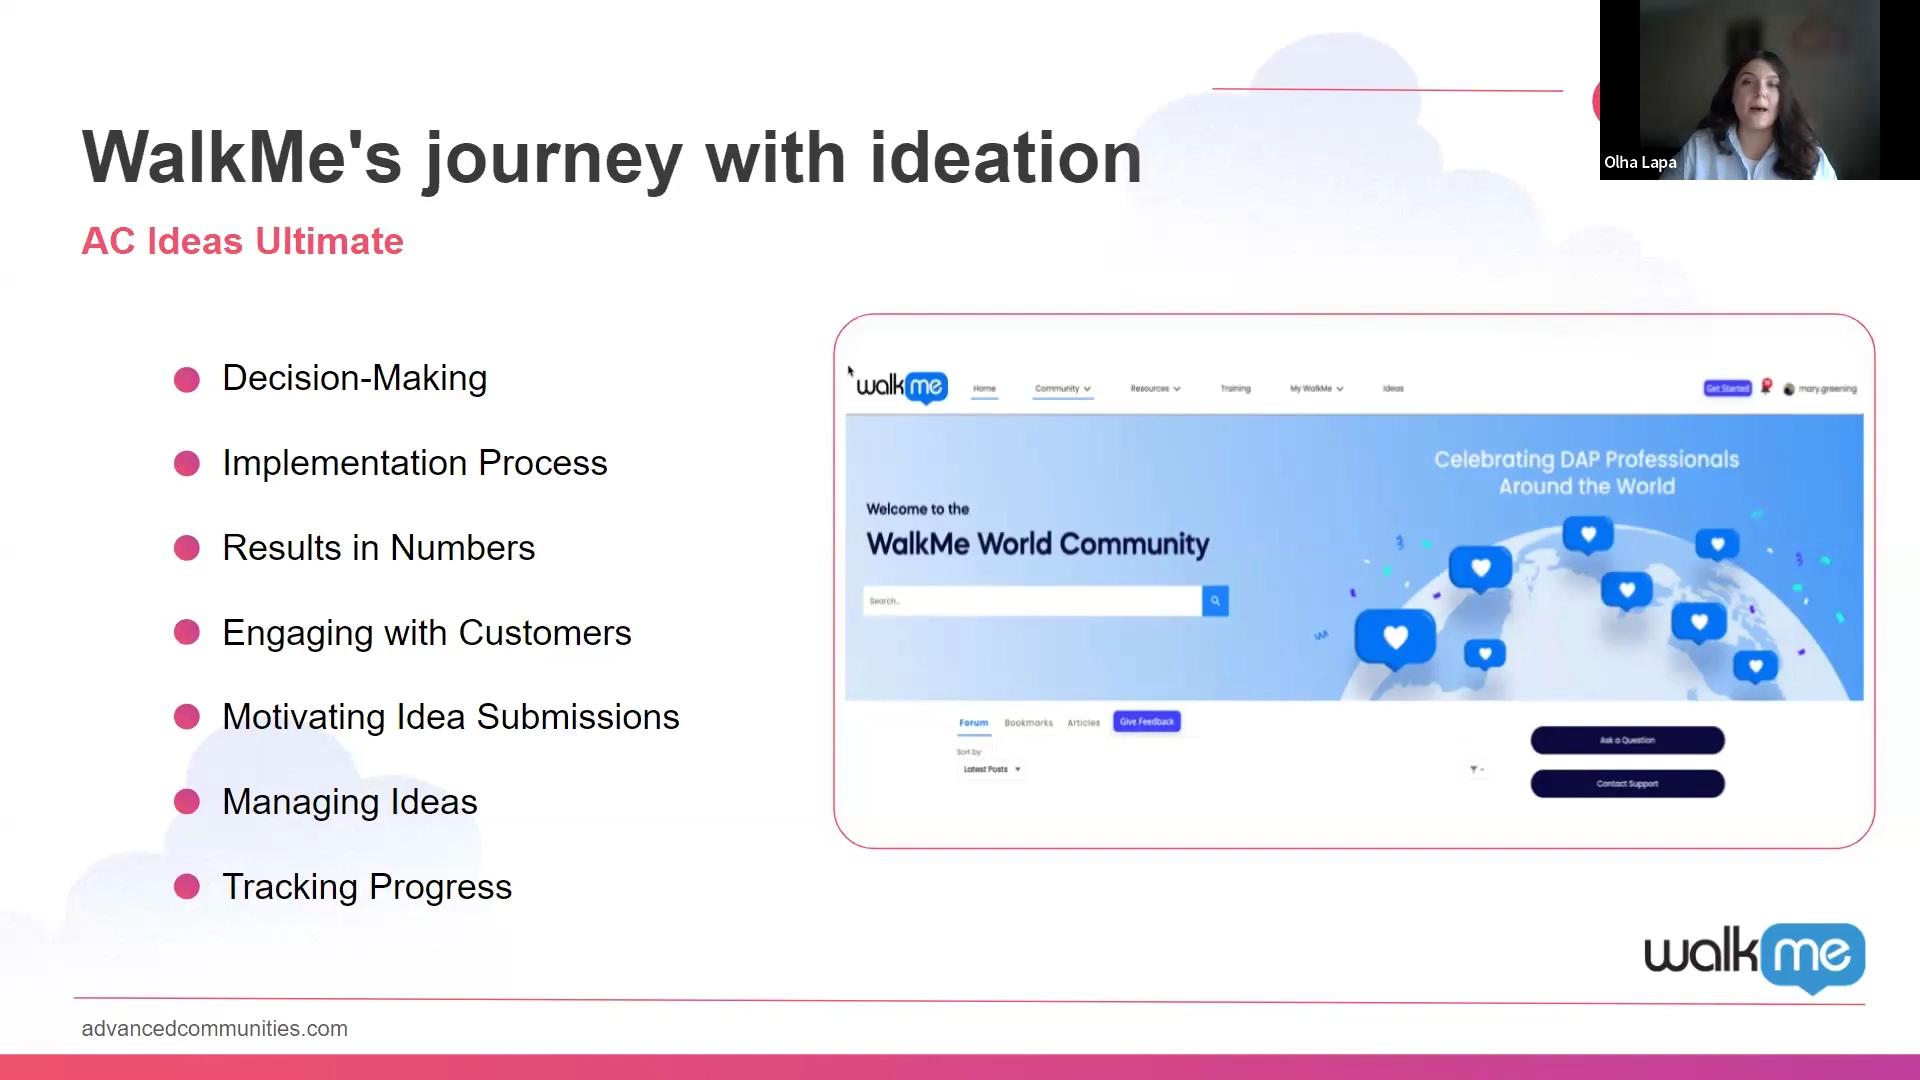 Olha Lapa
WalkMe's journey with ideation
AC Ideas Ultimate
Decision-Making
Implementation Process
Results in Numbers
Engaging with Customers
Motivating Idea Submissions
Managing Ideas
Tracking Progress
walkme Home Community Resources Training My WalkMe Ideas Get Started mary.greening
Celebrating DAP Professionals
Around the World
Welcome to the
WalkMe World Community
Search...
Forum Bookmarks Articles Give Feedback
Sort by:
Latest Posts
Ask a Question
Contact Support
walkme
advancedcommunities.com